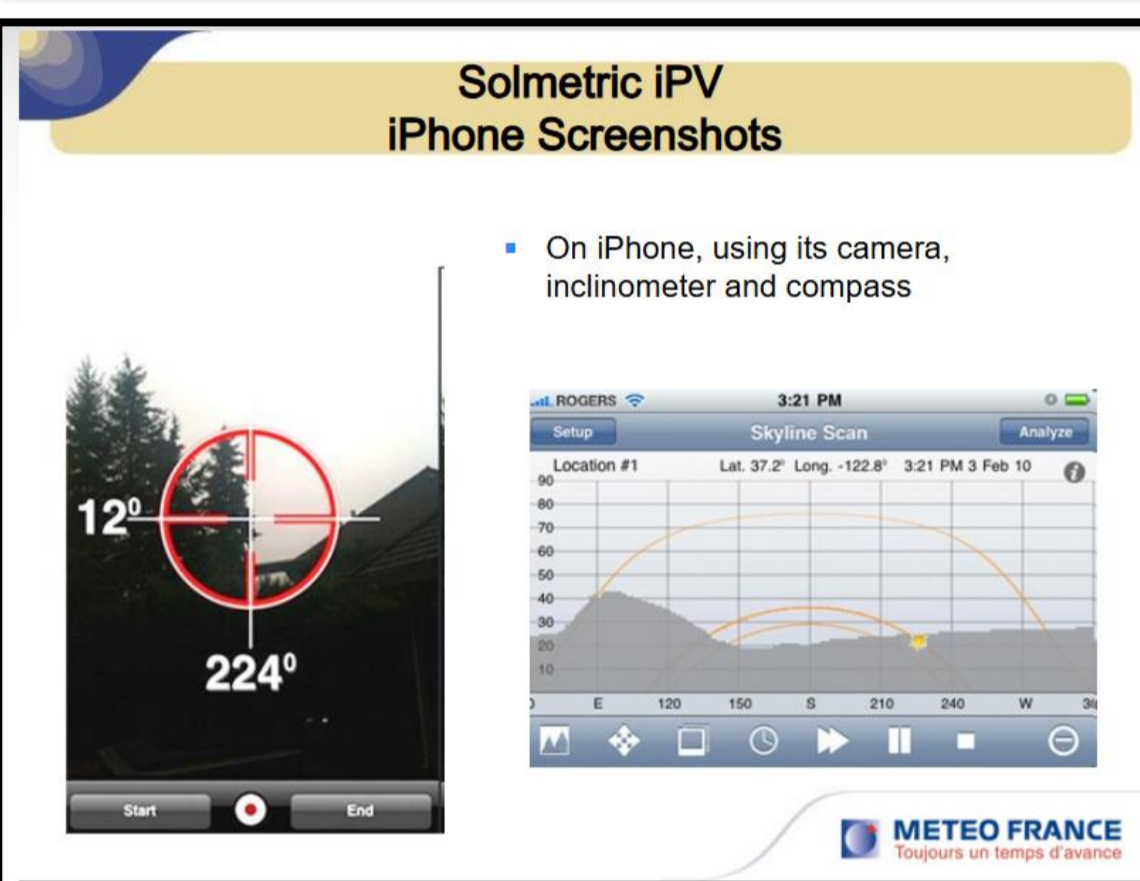 Solmetric iPV
iPhone Screenshots
On iPhone, using its camera,
inclinometer and compass
12⁰
224⁰
Start
End
ROGERS 3:21 PM
Setup Skyline Scan Analyze
Location #1 Lat. 37.2° Long. -122.8° 3:21 PM 3 Feb 10
i
90
80
70
60
50
40
30
20
10
E 120 150 S 210 240 W
METEO FRANCE
Toujours un temps d'avance